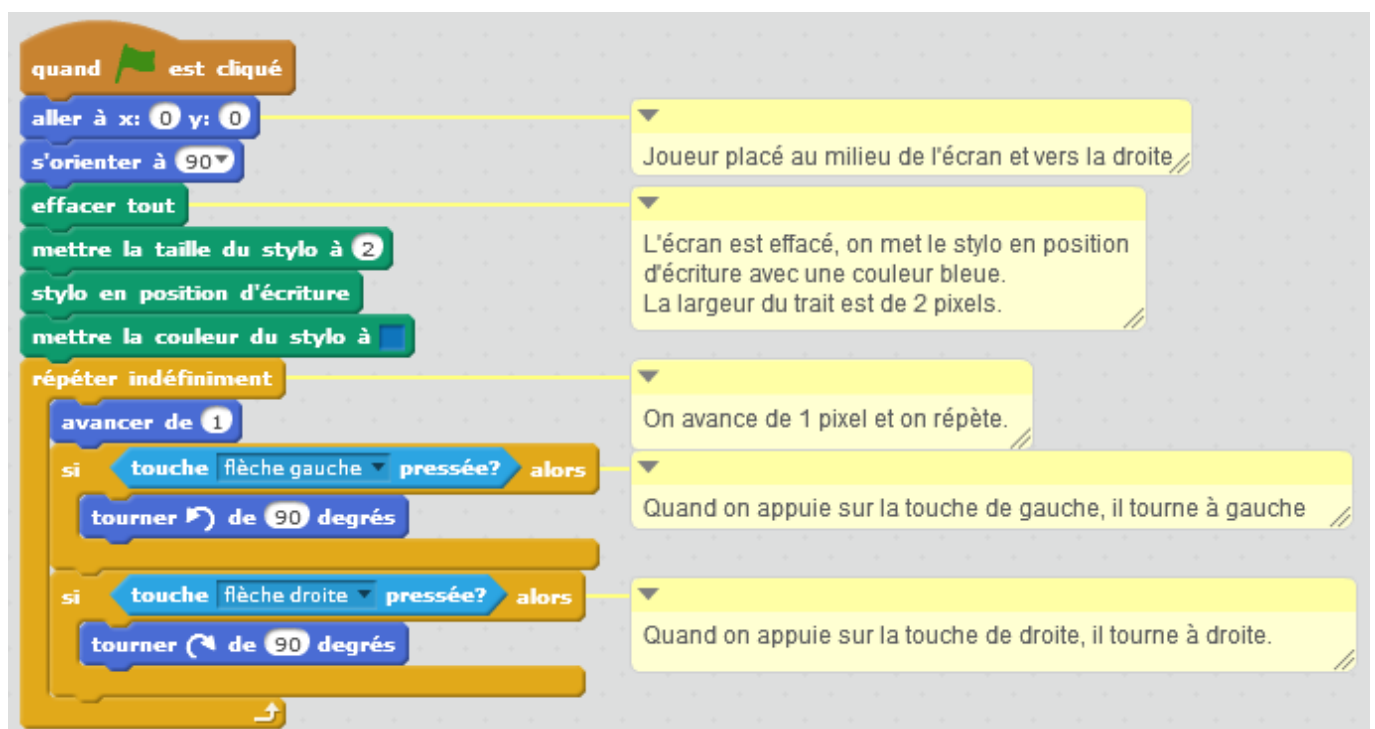 quand est cliqué
aller à x: 0 y: 0
Joueur placé au milieu de l'écran et vers la droite
s'orienter à 90
effacer tout
L'écran est effacé, on met le stylo en position
d'écriture avec une couleur bleue.
La largeur du trait est de 2 pixels.
mettre la taille du stylo à 2
stylo en position d'écriture
mettre la couleur du stylo à
répéter indéfiniment
On avance de 1 pixel et on répète.
avancer de 1
si touche flèche gauche pressée? alors
Quand on appuie sur la touche de gauche, il tourne à gauche
tourner de 90 degrés
si touche flèche droite pressée? alors
Quand on appuie sur la touche de droite, il tourne à droite.
tourner de 90 degrés